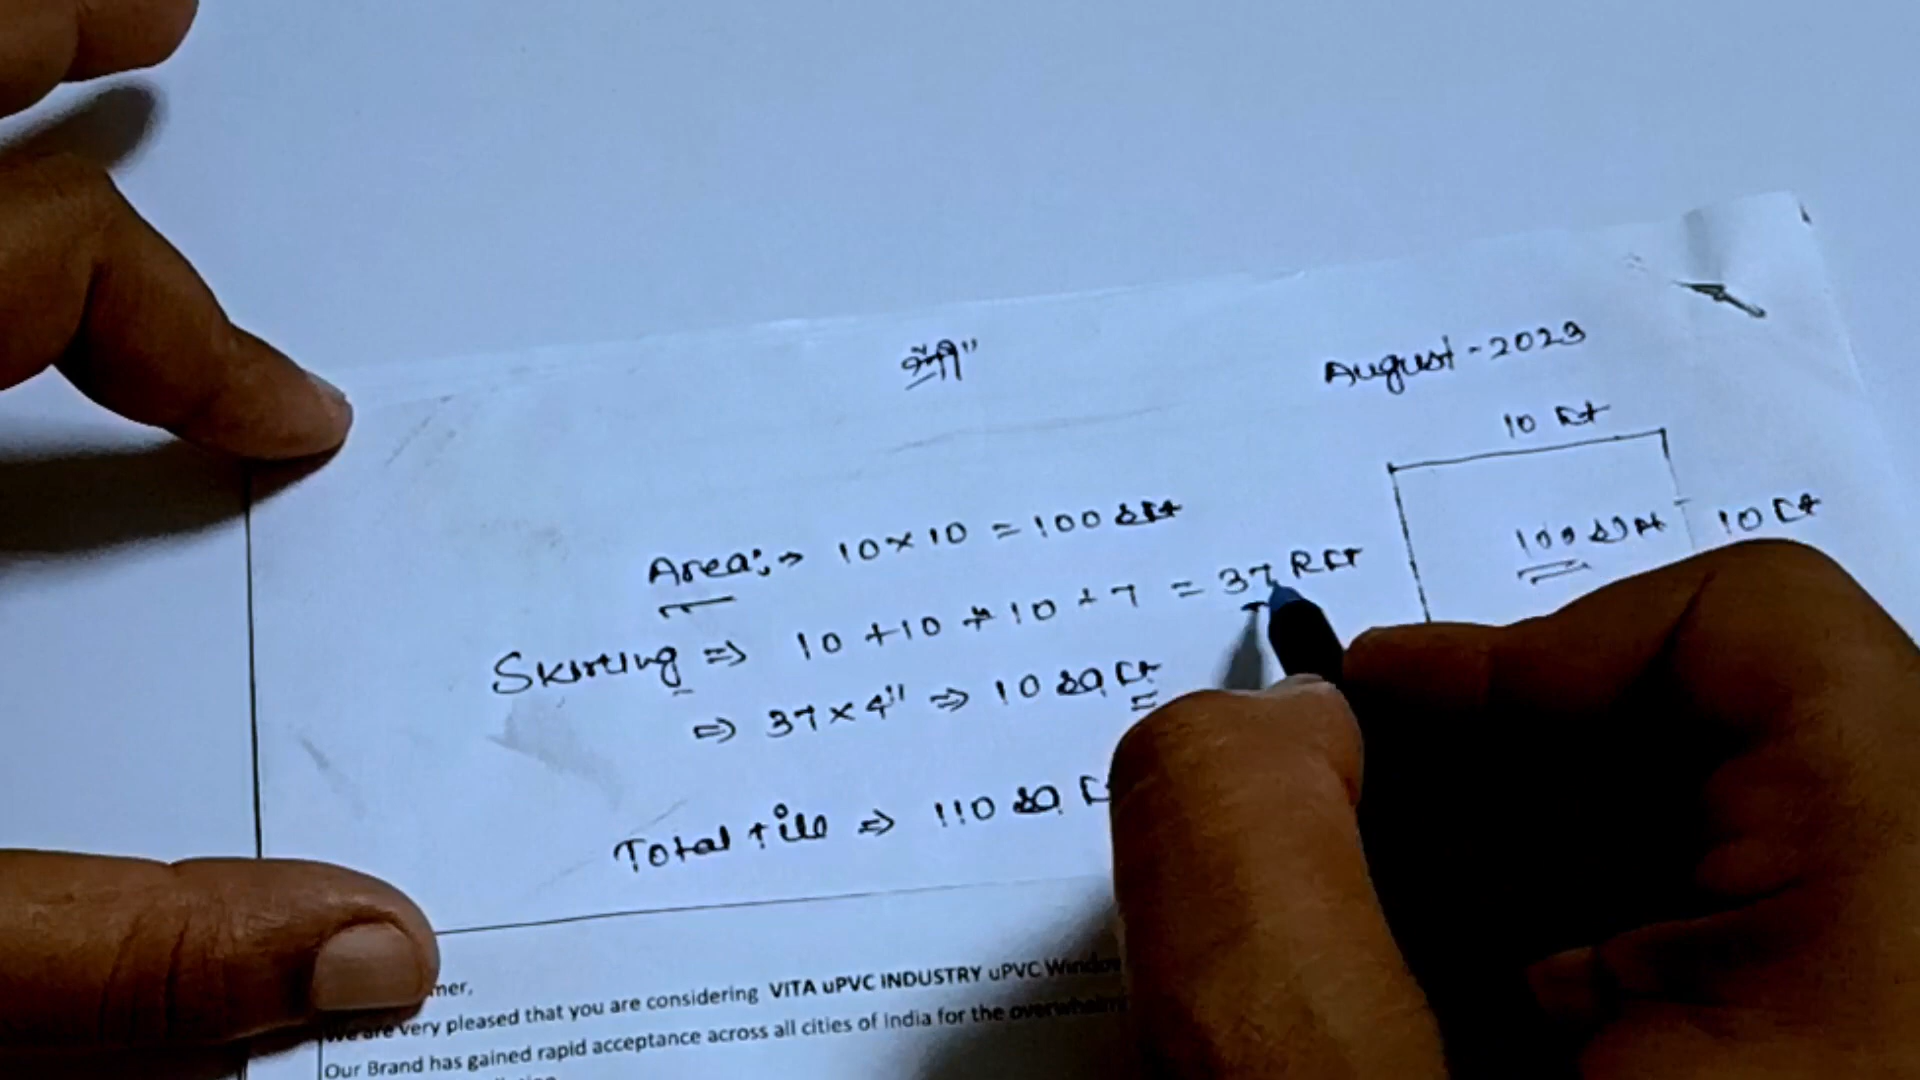 August - 2023
10 ft
Area:→ 10×10 = 100 sft
100 sft
10 ft
Skirting ⇒ 10 +10 + 10 + 7 = 37 Rft
⇒ 37 × 4" ⇒ 10 sq ft
Total tile ⇒ 110 sq f
mer,
We are very pleased that you are considering VITA uPVC INDUSTRY uPVC Window
Our Brand has gained rapid acceptance across all cities of India for the overwhelmi